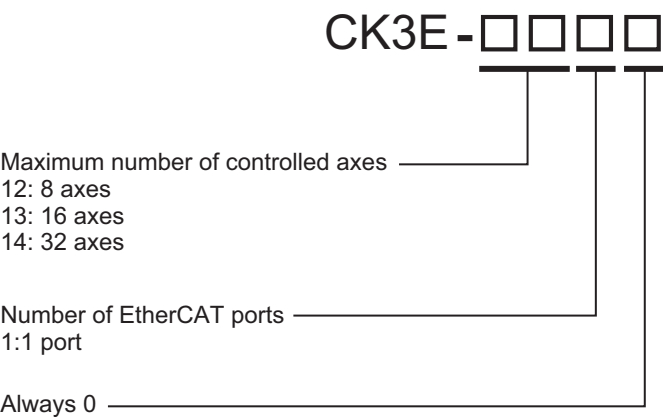 CK3E-□□□□
Maximum number of controlled axes
12: 8 axes
13: 16 axes
14: 32 axes
Number of EtherCAT ports
1:1 port
Always 0